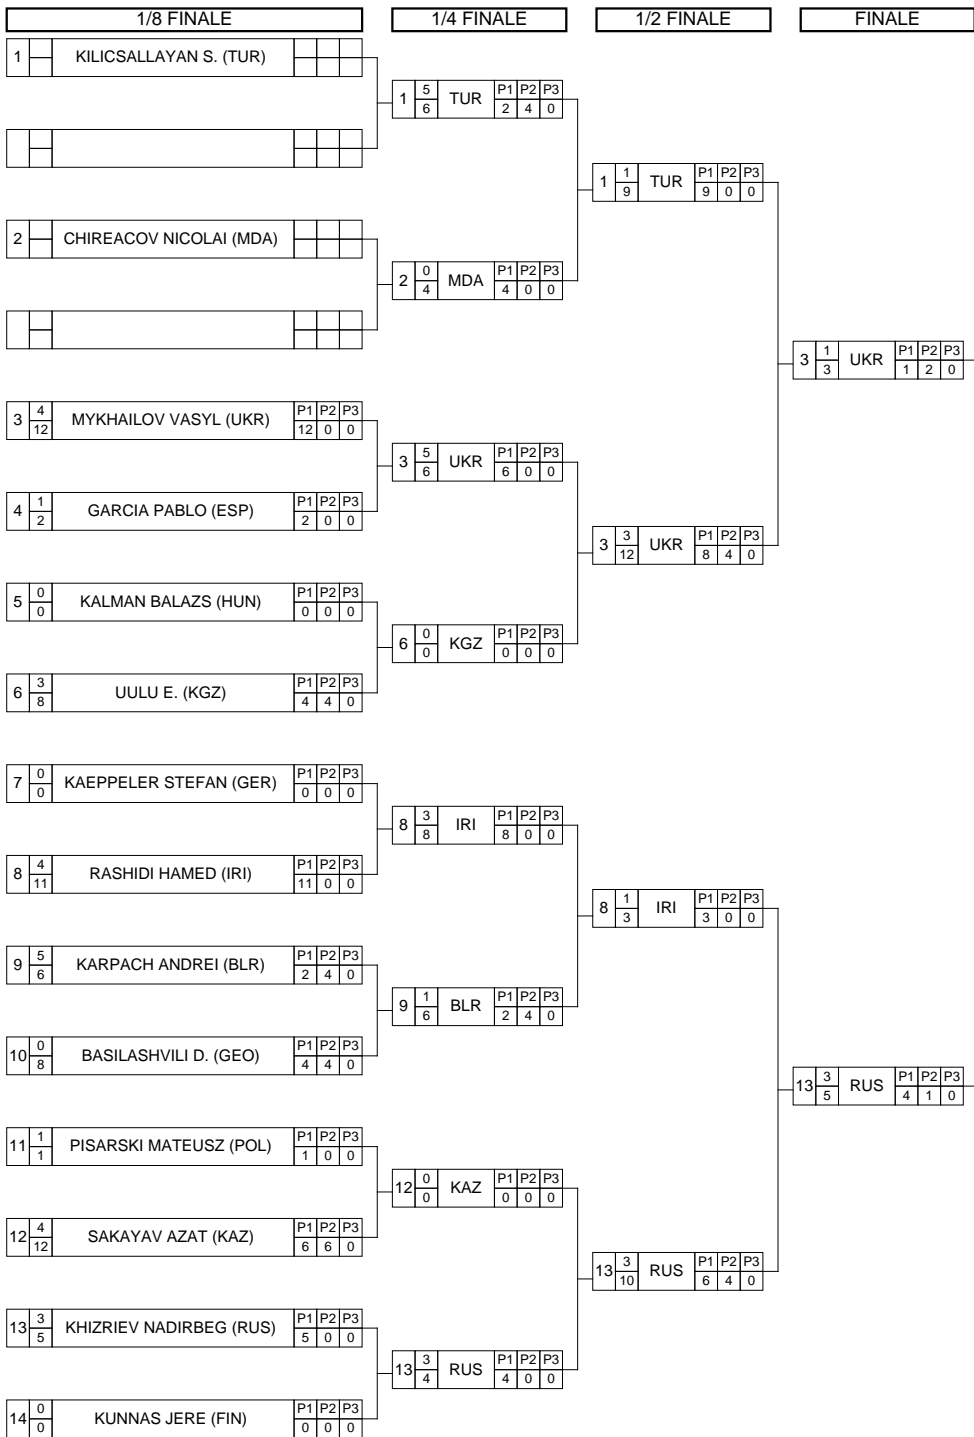 1/8 FINALE 1/4 FINALE 1/2 FINALE FINALE
1 KILICSALLAYAN S. (TUR)
1 5 6 TUR P1 P2 P3 2 4 0
1 1 9 TUR P1 P2 P3 9 0 0
2 CHIREACOV NICOLAI (MDA)
2 0 4 MDA P1 P2 P3 4 0 0
3 1 3 UKR P1 P2 P3 1 2 0
3 4 12 MYKHAILOV VASYL (UKR) P1 P2 P3 12 0 0
3 5 6 UKR P1 P2 P3 6 0 0
4 1 2 GARCIA PABLO (ESP) P1 P2 P3 2 0 0
3 3 12 UKR P1 P2 P3 8 4 0
5 0 0 KALMAN BALAZS (HUN) P1 P2 P3 0 0 0
6 0 0 KGZ P1 P2 P3 0 0 0
6 3 8 UULU E. (KGZ) P1 P2 P3 4 4 0
7 0 0 KAEPPELER STEFAN (GER) P1 P2 P3 0 0 0
8 3 8 IRI P1 P2 P3 8 0 0
8 4 11 RASHIDI HAMED (IRI) P1 P2 P3 11 0 0
8 1 3 IRI P1 P2 P3 3 0 0
9 5 6 KARPACH ANDREI (BLR) P1 P2 P3 2 4 0
9 1 6 BLR P1 P2 P3 2 4 0
10 0 8 BASILASHVILI D. (GEO) P1 P2 P3 4 4 0
13 3 5 RUS P1 P2 P3 4 1 0
11 1 1 PISARSKI MATEUSZ (POL) P1 P2 P3 1 0 0
12 0 0 KAZ P1 P2 P3 0 0 0
12 4 12 SAKAYAV AZAT (KAZ) P1 P2 P3 6 6 0
13 3 10 RUS P1 P2 P3 6 4 0
13 3 5 KHIZRIEV NADIRBEG (RUS) P1 P2 P3 5 0 0
13 3 4 RUS P1 P2 P3 4 0 0
14 0 0 KUNNAS JERE (FIN) P1 P2 P3 0 0 0